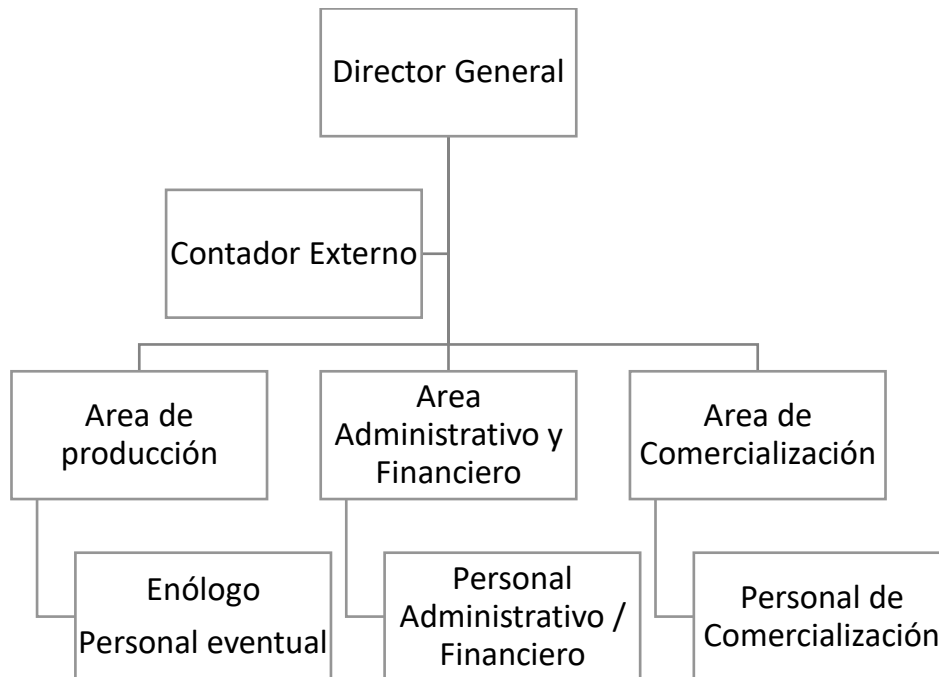 Director General
Contador Externo
Area de
producción
Area
Administrativo y
Financiero
Area de
Comercialización
Enólogo
Personal eventual
Personal
Administrativo /
Financiero
Personal de
Comercialización